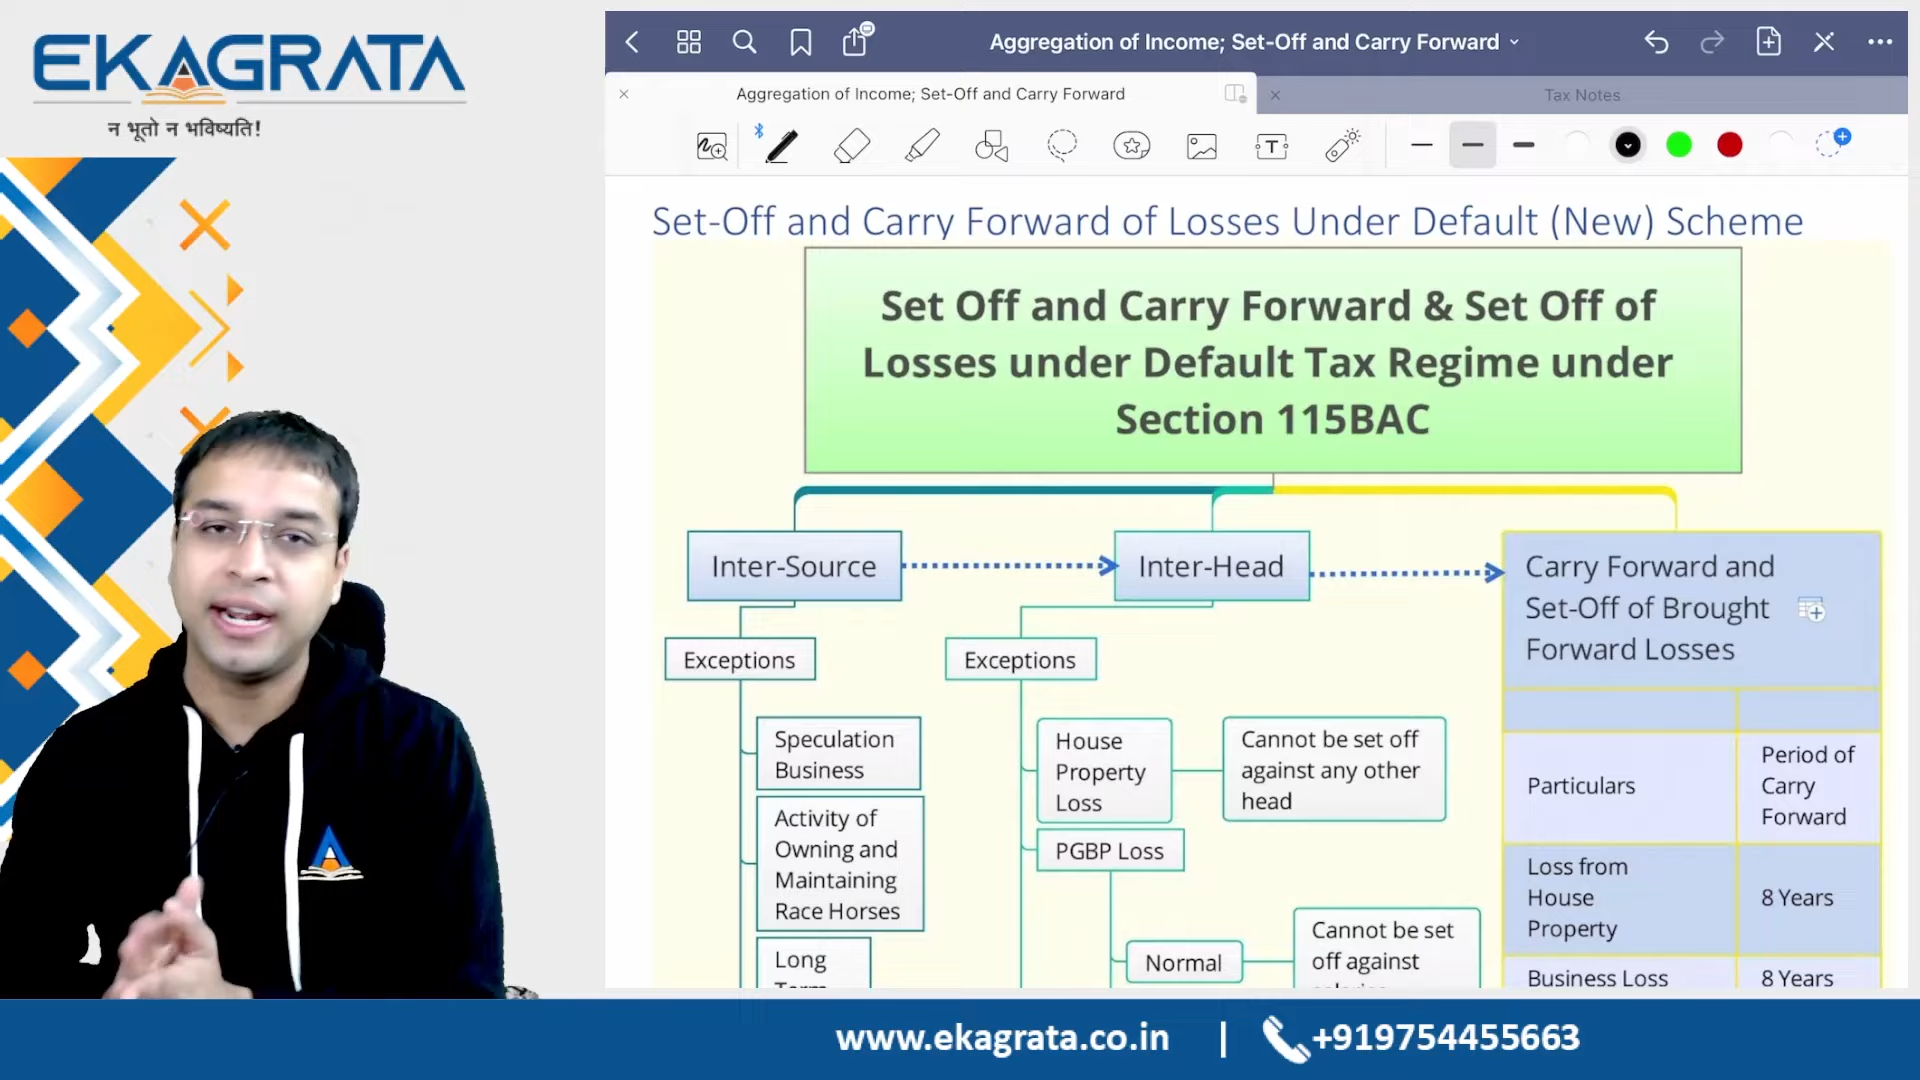 EKAGRATA
न भूतो न भविष्यति!
Aggregation of Income; Set-Off and Carry Forward
Aggregation of Income; Set-Off and Carry Forward
Tax Notes
T
Set-Off and Carry Forward of Losses Under Default (New) Scheme
Set Off and Carry Forward & Set Off of
Losses under Default Tax Regime under
Section 115BAC
Inter-Source
Inter-Head
Carry Forward and
Set-Off of Brought
Forward Losses
Exceptions
Exceptions
Speculation
Business
Activity of
Owning and
Maintaining
Race Horses
Long
House
Property
Loss
Cannot be set off
against any other
head
PGBP Loss
Normal
Cannot be set
off against
Particulars
Period of
Carry
Forward
Loss from
House
Property
8 Years
Business Loss
8 Years
www.ekagrata.co.in | +919754455663